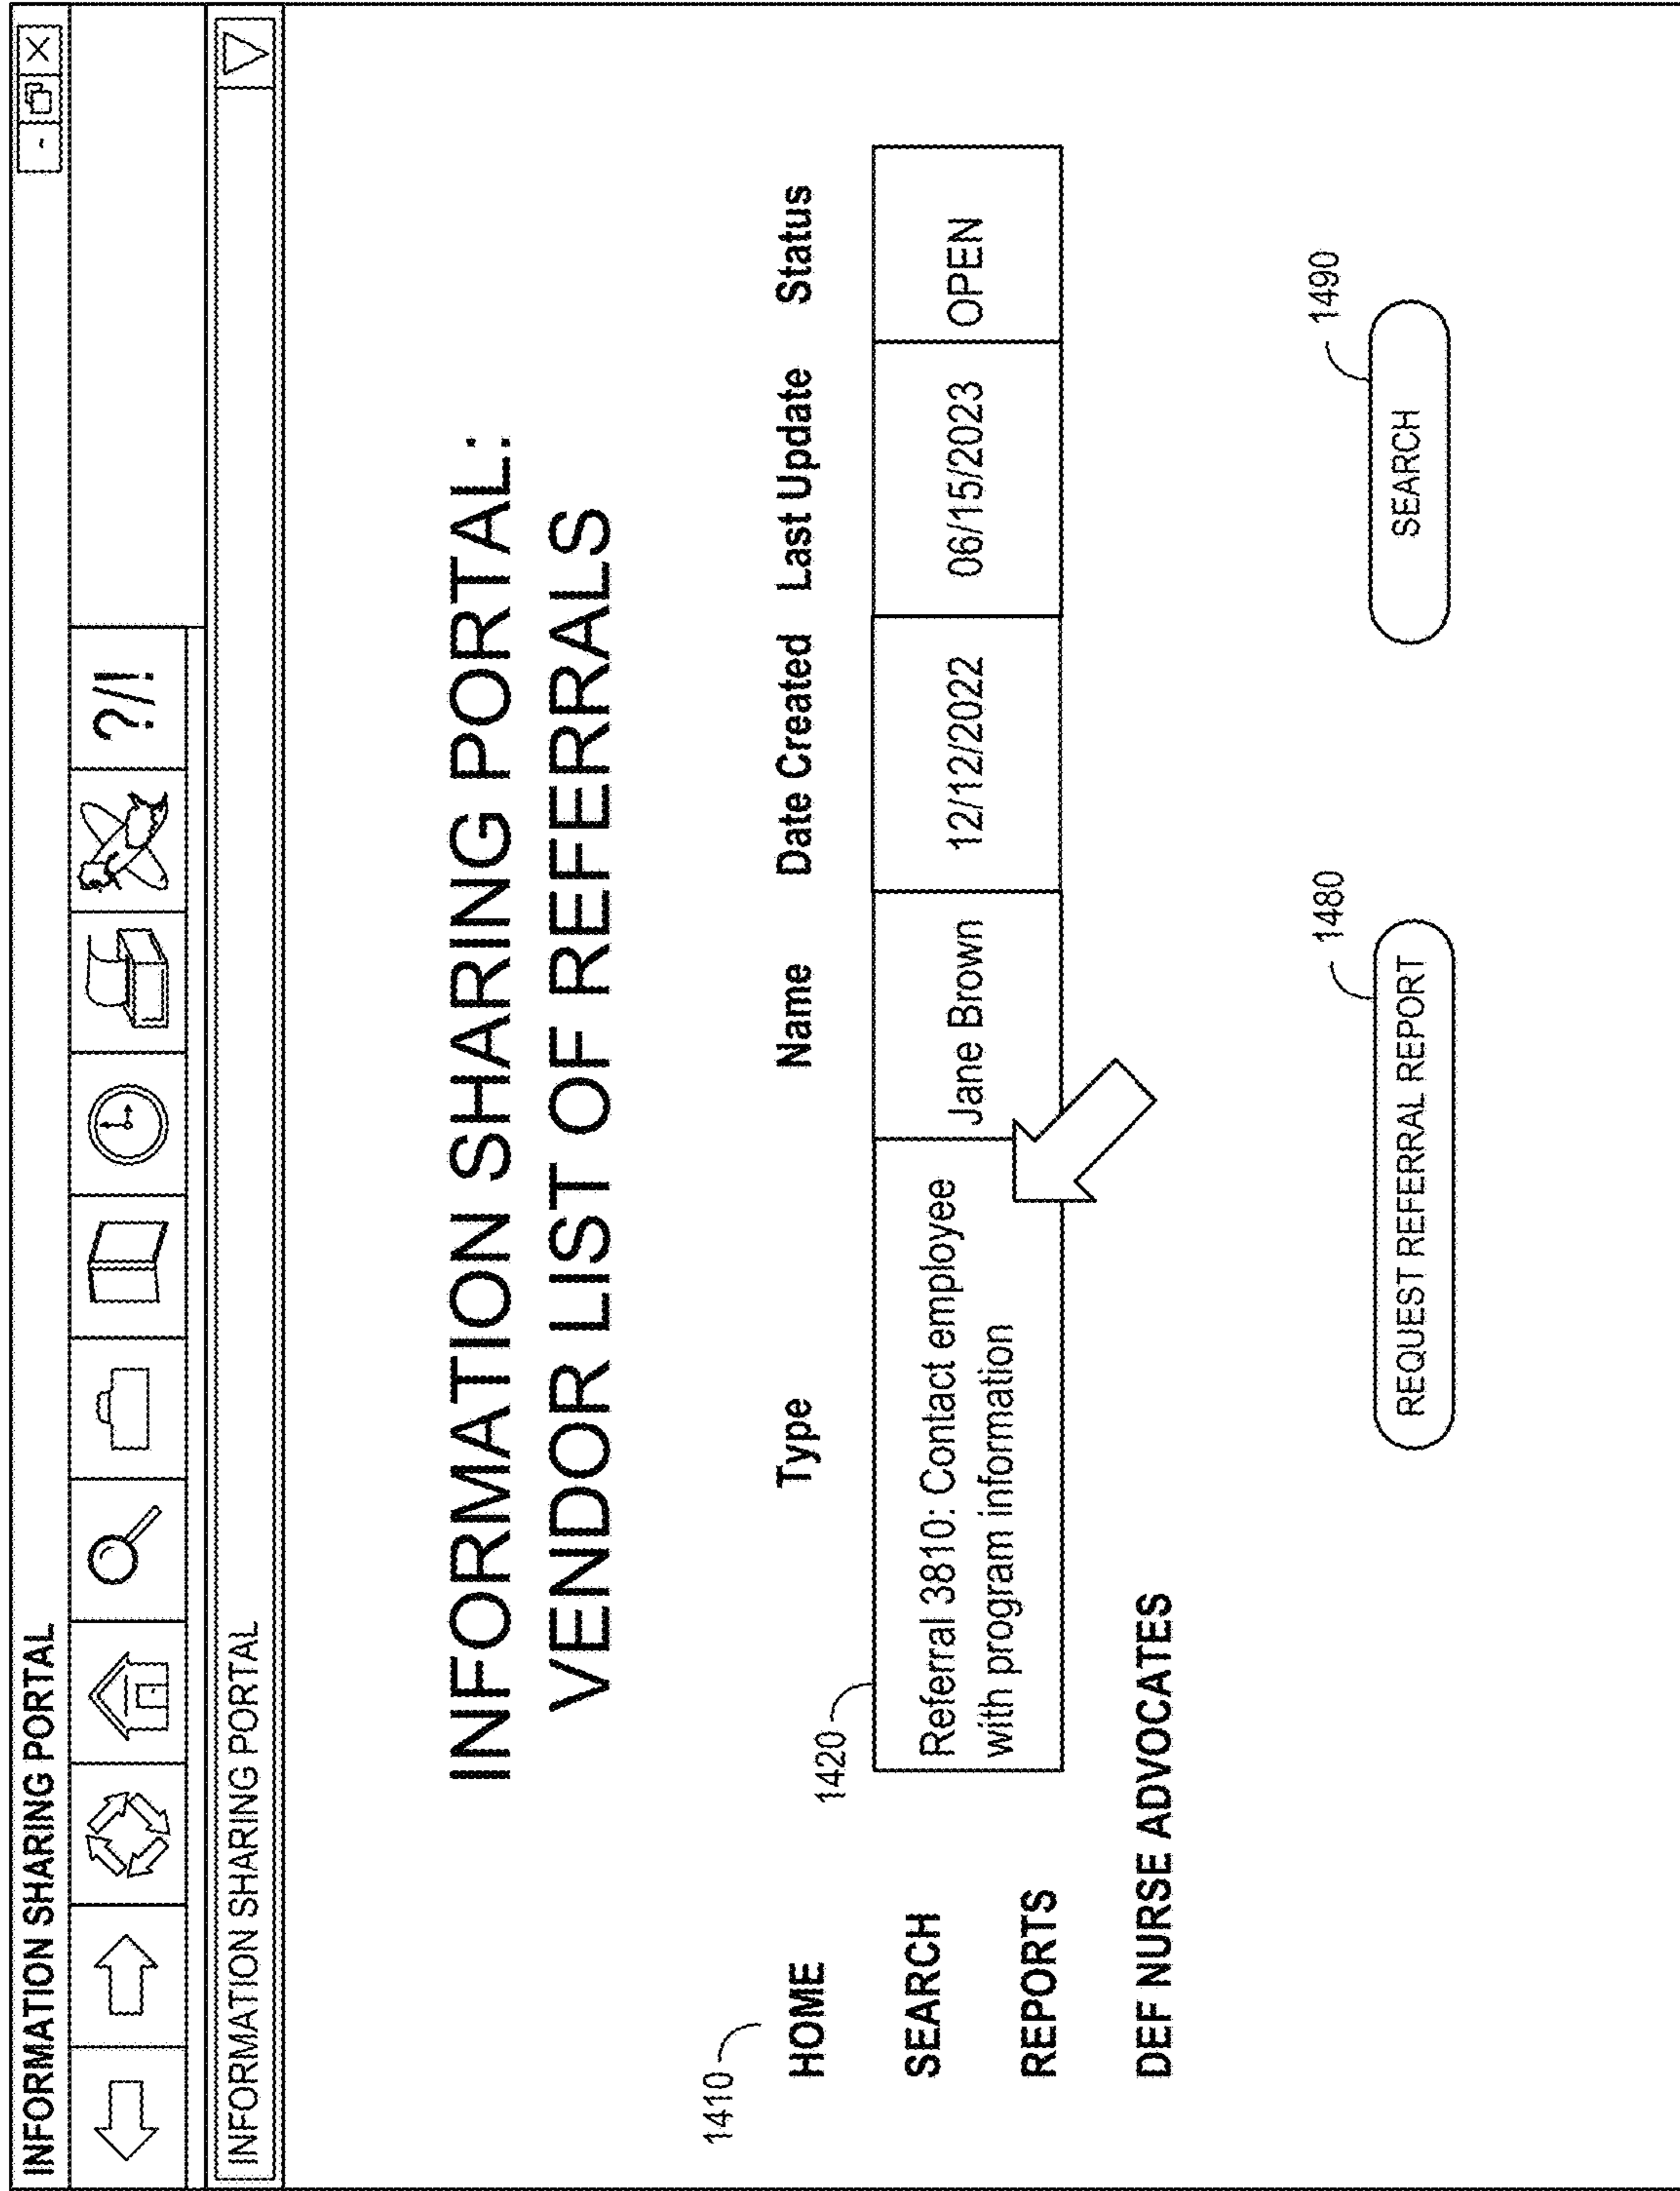 INFORMATION SHARING PORTAL
- X
?/!
INFORMATION SHARING PORTAL
INFORMATION SHARING PORTAL:
VENDOR LIST OF REFERRALS
1410
HOME
SEARCH
REPORTS
DEF NURSE ADVOCATES
1420
Type Name Date Created Last Update Status
Referral 3810: Contact employee
with program information
Jane Brown
12/12/2022
06/15/2023
OPEN
1480
REQUEST REFERRAL REPORT
1490
SEARCH